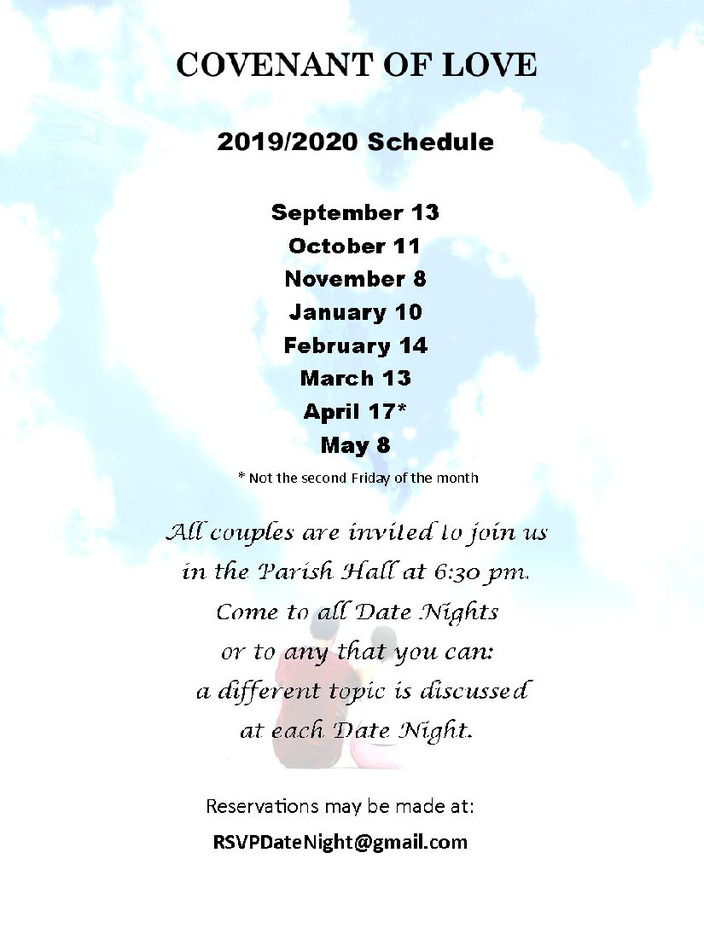 COVENANT OF LOVE
2019/2020 Schedule
September 13
October 11
November 8
January 10
February 14
March 13
April 17*
May 8
* Not the second Friday of the month
All couples are invited to join us
in the Parish Hall at 6:30 pm.
Come to all Date Nights
or to any that you can:
a different topic is discussed
at each Date Night.
Reservations may be made at:
RSVPDateNight@gmail.com